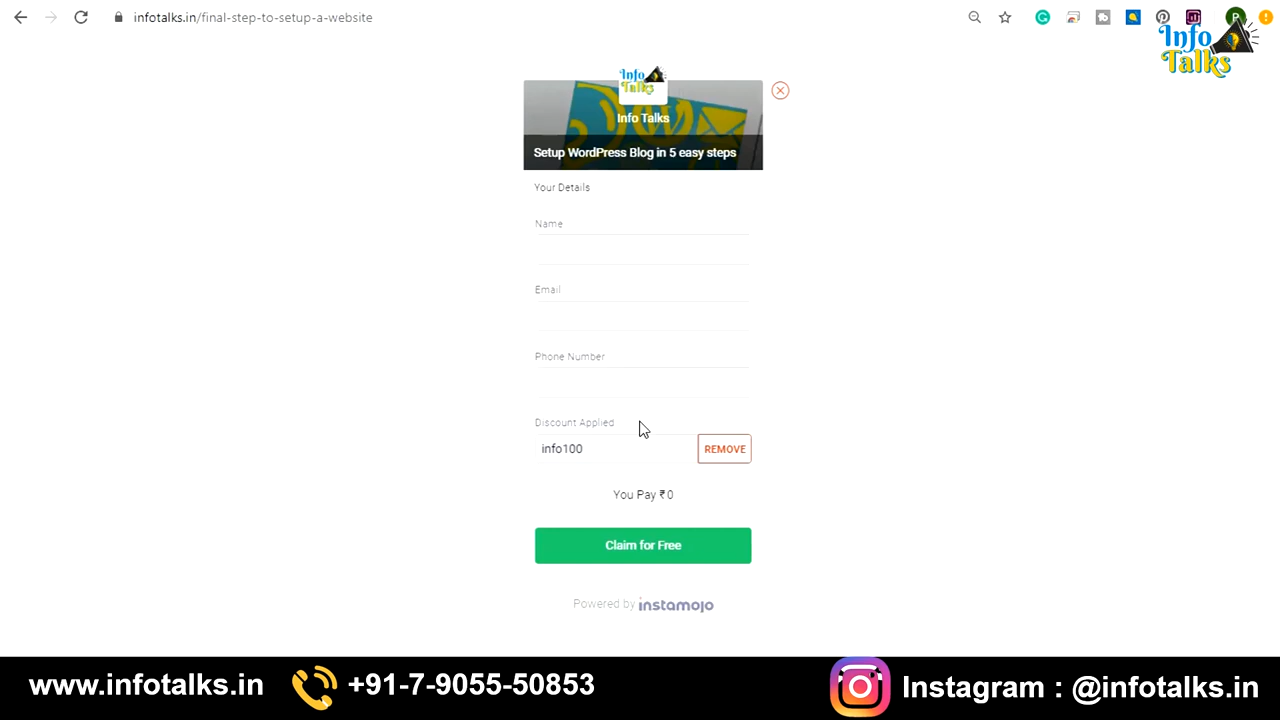 infotalks.in/final-step-to-setup-a-website
P
Info
Talks
Info
Talks
Info Talks
Setup WordPress Blog in 5 easy steps
Your Details
Name
Email
Phone Number
Discount Applied
info100
REMOVE
You Pay ₹0
Claim for Free
Powered by instamojo
www.infotalks.in +91-7-9055-50853 Instagram : @infotalks.in